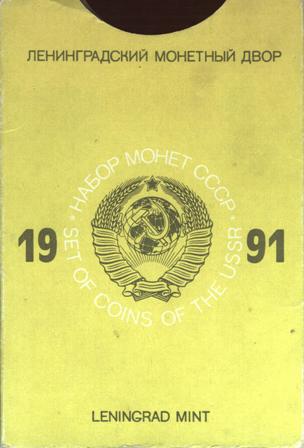 ЛЕНИНГРАДСКИЙ МОНЕТНЫЙ ДВОР
• НАБОР МОНЕТ СССР •
19 91
SET OF COINS OF THE USSR
LENINGRAD MINT